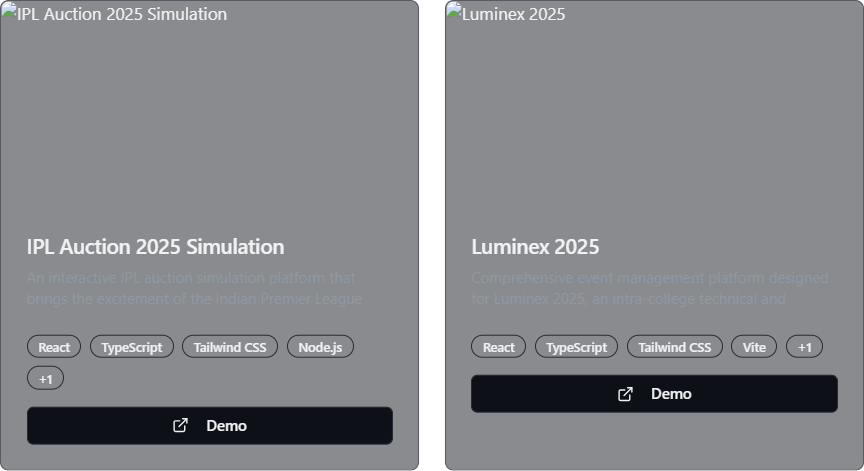 IPL Auction 2025 Simulation
IPL Auction 2025 Simulation
An interactive IPL auction simulation platform that
brings the excitement of the Indian Premier League
React
TypeScript
Tailwind CSS
Node.js
+1
Demo
Luminex 2025
Luminex 2025
Comprehensive event management platform designed
for Luminex 2025, an intra-college technical and
React
TypeScript
Tailwind CSS
Vite
+1
Demo